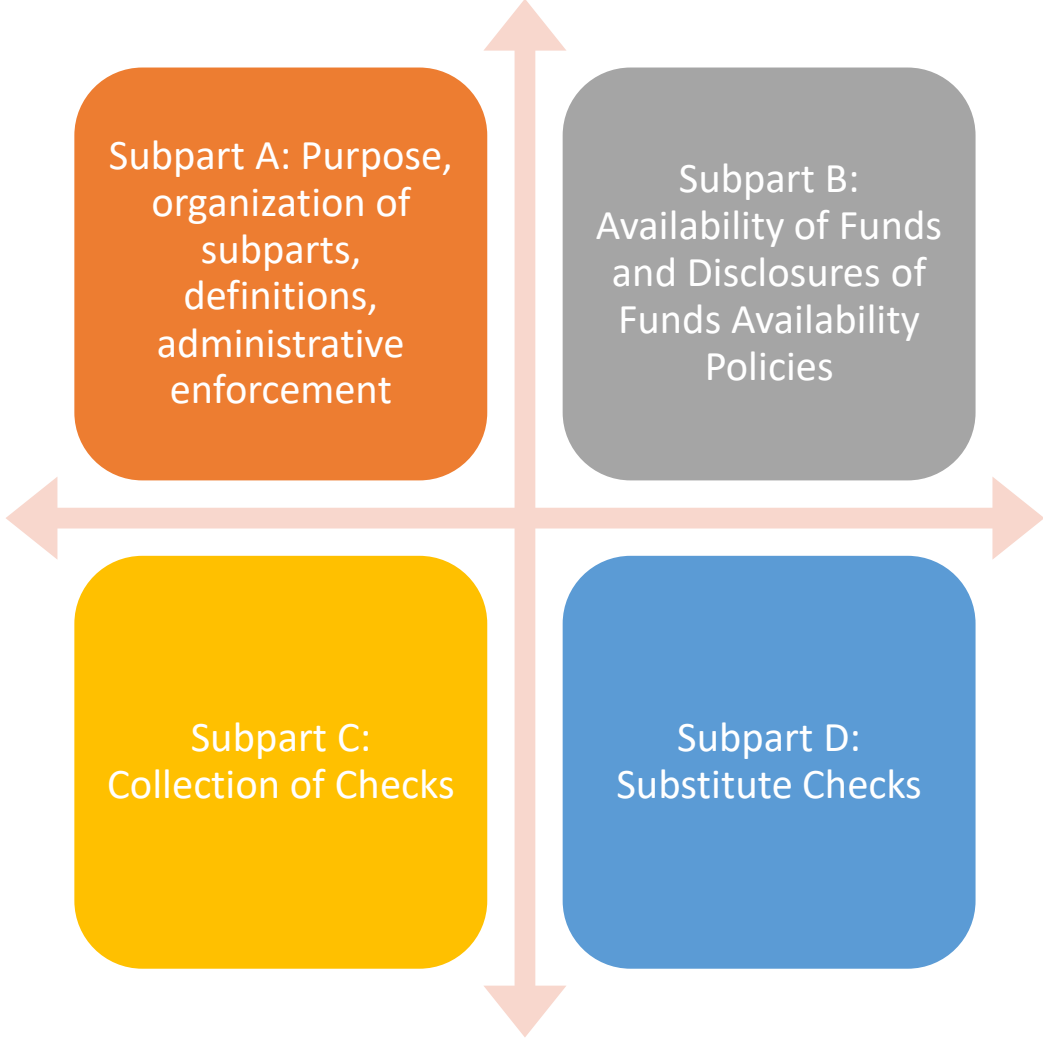 Subpart A: Purpose,
organization of
subparts,
definitions,
administrative
enforcement
Subpart B:
Availability of Funds
and Disclosures of
Funds Availability
Policies
Subpart C:
Collection of Checks
Subpart D:
Substitute Checks